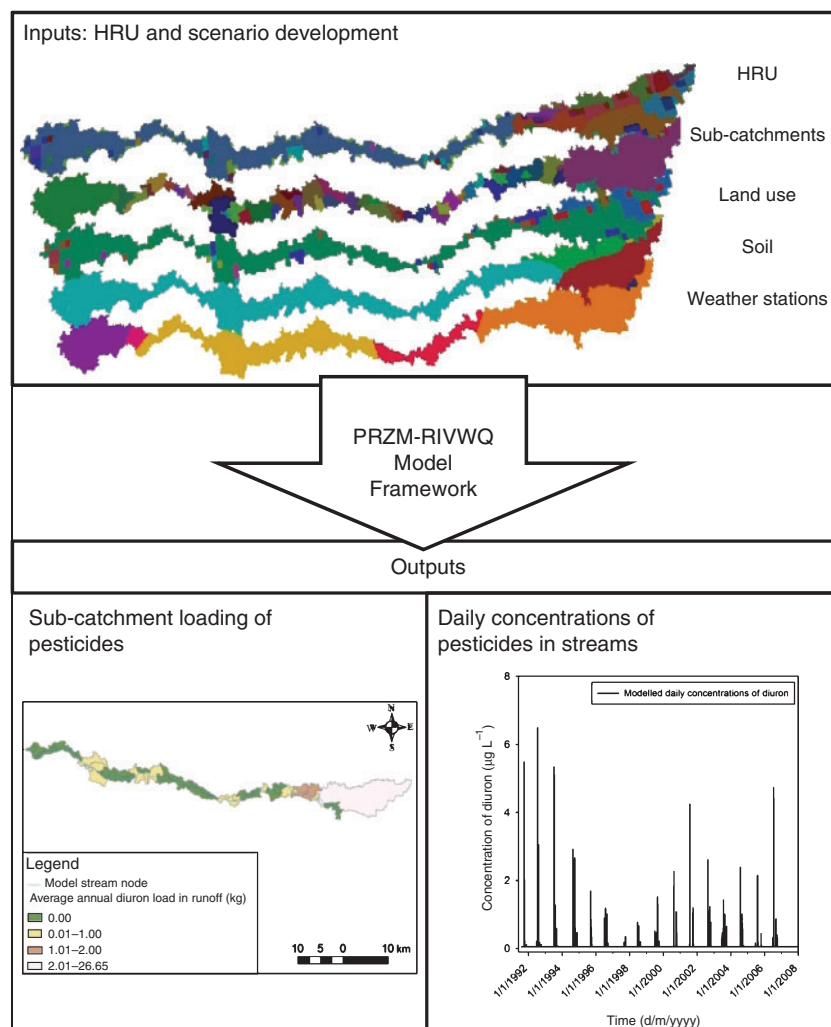 Inputs: HRU and scenario development
HRU
Sub-catchments
Land use
Soil
Weather stations
PRZM-RIVWQ
Model
Framework
Outputs
Sub-catchment loading of
pesticides
N
W E
S
Legend
Model stream node
Average annual diuron load in runoff (kg)
0.00
0.01–1.00
1.01–2.00
2.01–26.65
10 5 0 10 km
Daily concentrations of
pesticides in streams
Modelled daily concentrations of diuron
Concentration of diuron (µg L⁻¹)
8
6
4
2
0
1/1/1992
1/1/1994
1/1/1996
1/1/1998
1/1/2000
1/1/2002
1/1/2004
1/1/2006
1/1/2008
Time (d/m/yyyy)